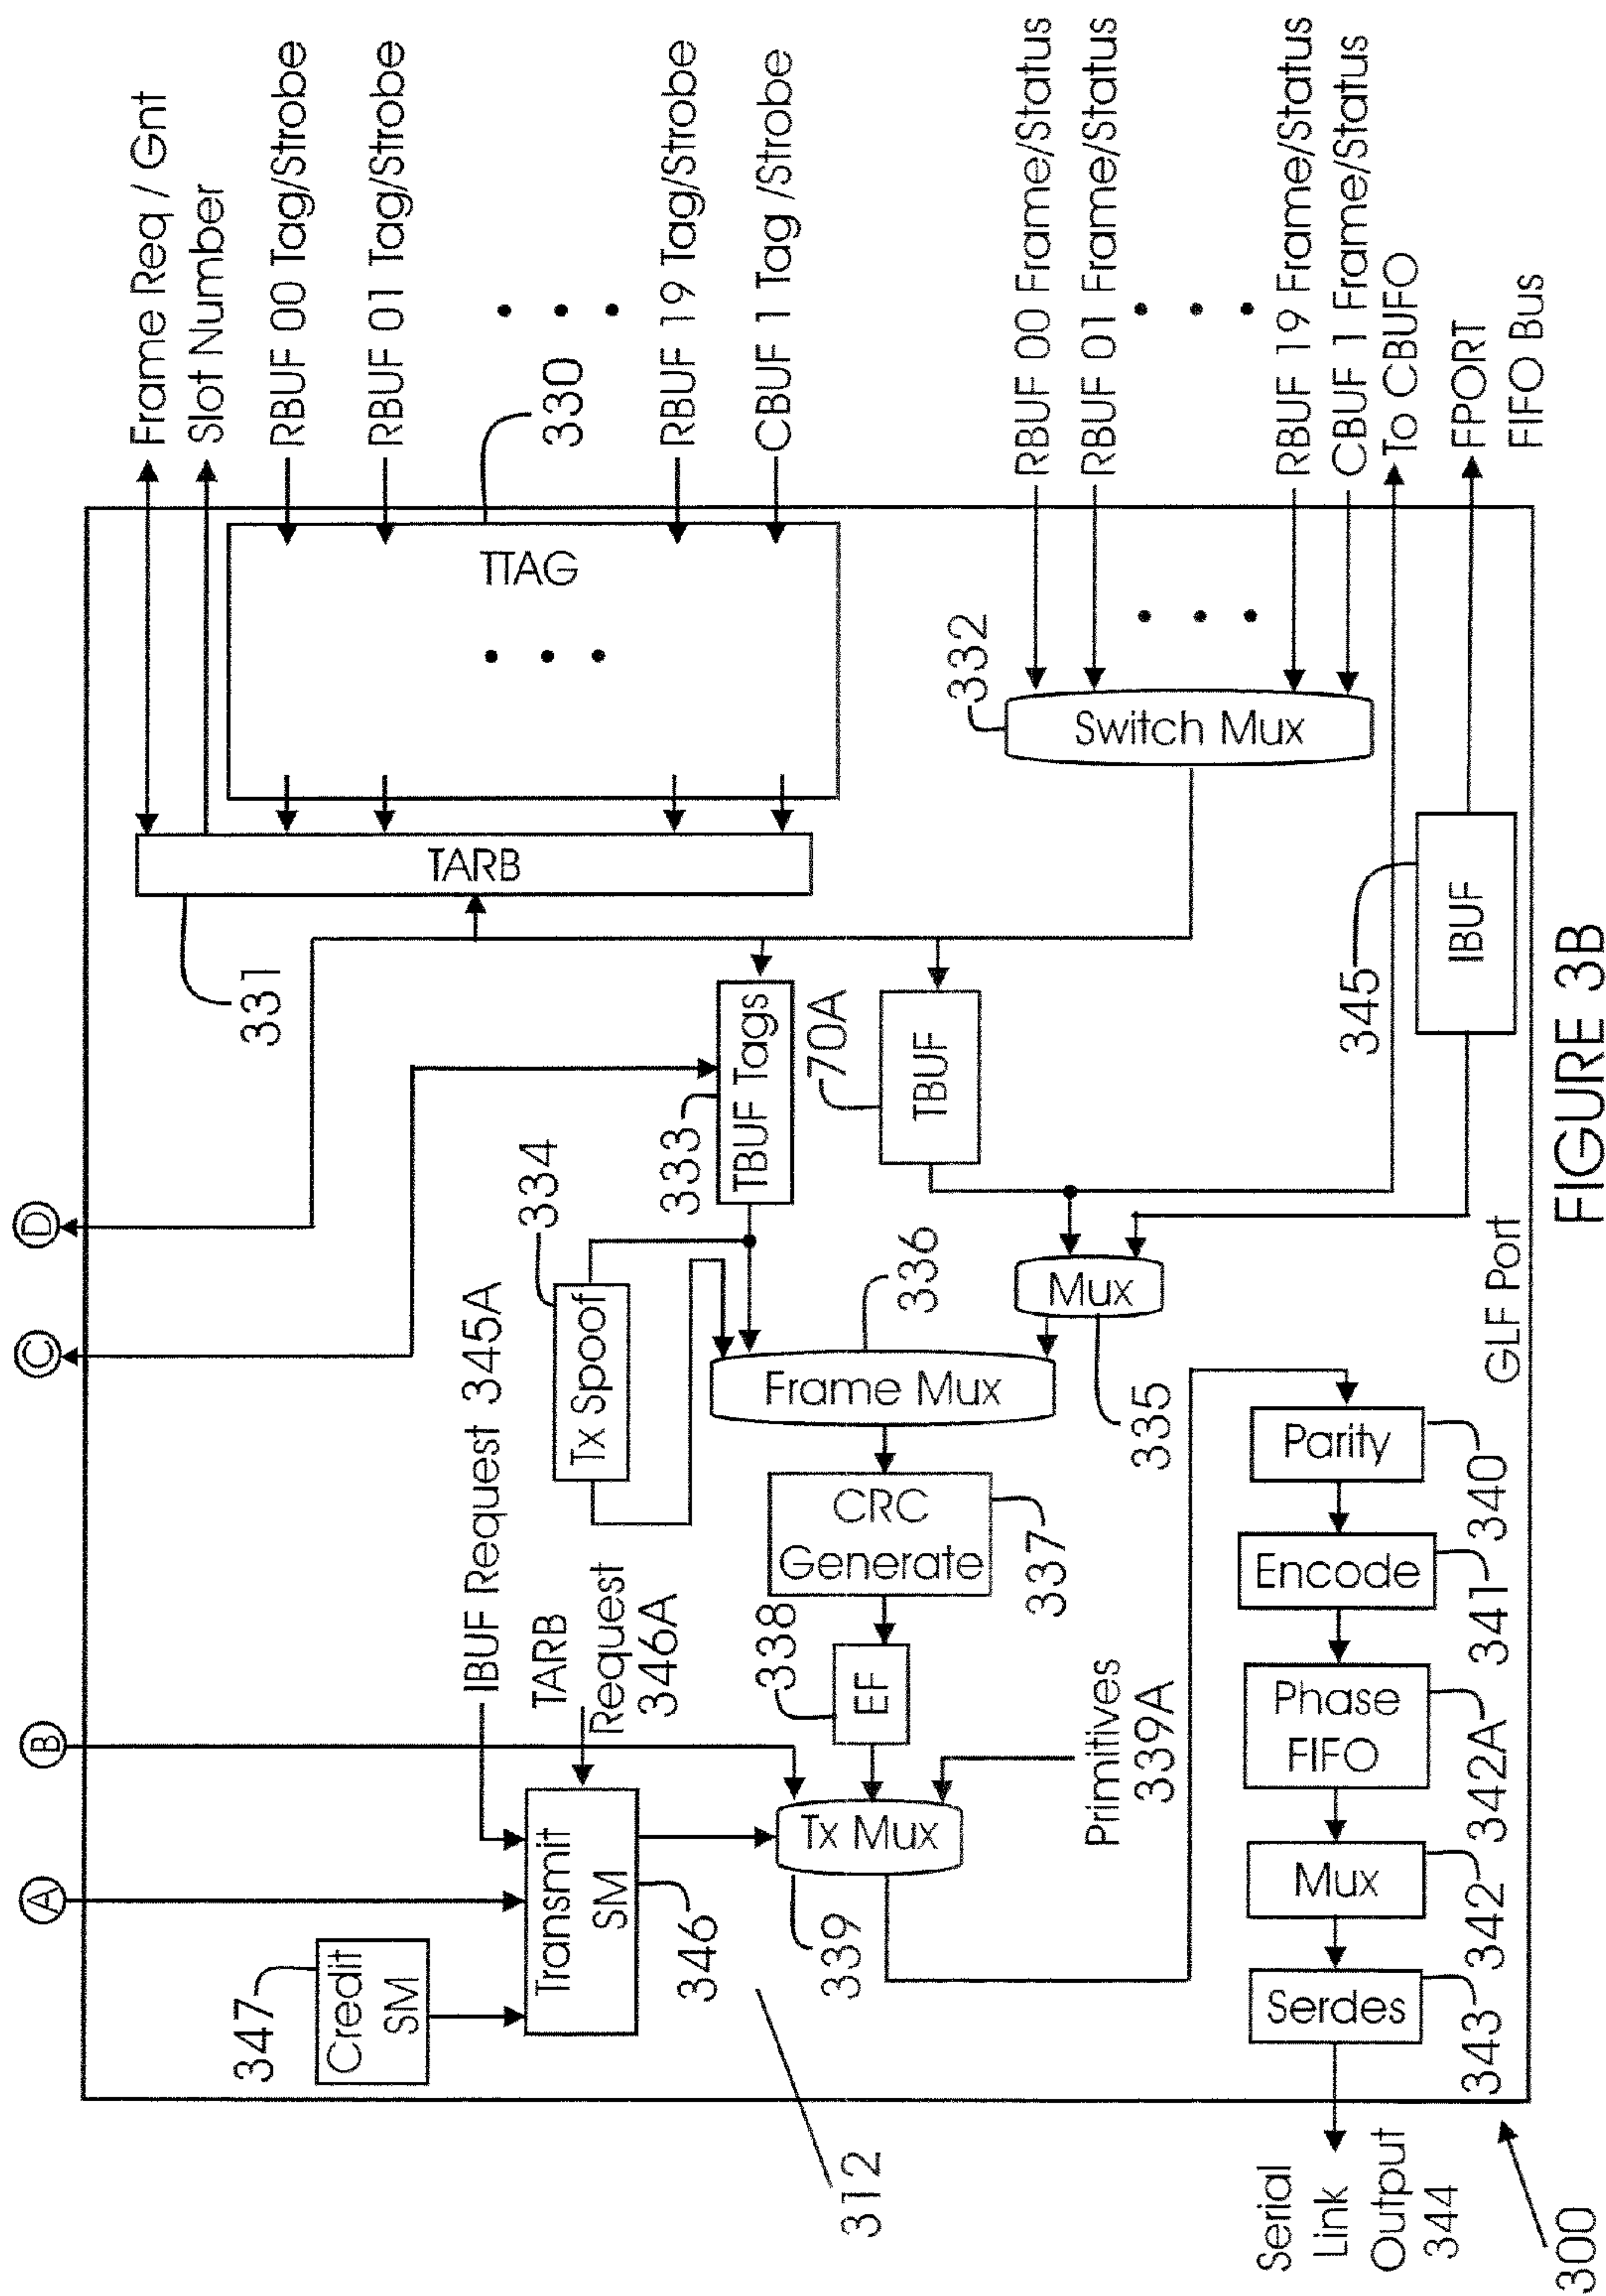 Frame Req / Gnt
Slot Number
RBUF 00 Tag/Strobe
RBUF 01 Tag/Strobe
RBUF 19 Tag/Strobe
CBUF 1 Tag /Strobe
330
TTAG
TARB
331
RBUF 00 Frame/Status
RBUF 01 Frame/Status
RBUF 19 Frame/Status
CBUF 1 Frame/Status
To CBUFO
FPORT
FIFO Bus
332
Switch Mux
345
IBUF
D
C
B
A
333
TBUF Tags
70A
TBUF
334
Tx Spoof
336
Frame Mux
Mux
335
IBUF Request 345A
TARB
Request
346A
CRC
Generate
337
338
EF
Primitives
339A
347
Credit
SM
Transmit
SM
346
Tx Mux
339
312
GLF Port
Parity
340
Encode
341
Phase
FIFO
342A
Mux
342
Serdes
343
Serial
Link
Output
344
300
FIGURE 3B